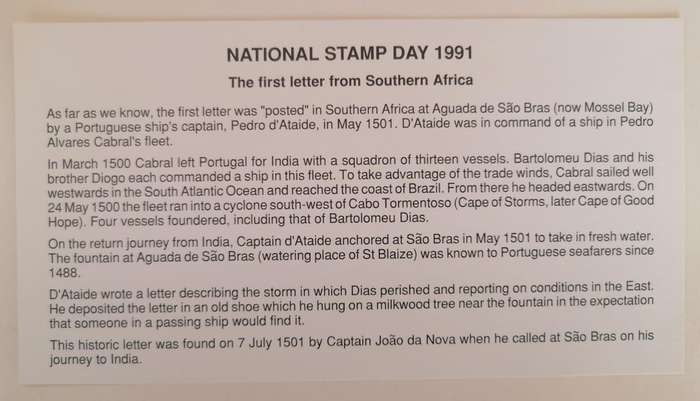 NATIONAL STAMP DAY 1991
The first letter from Southern Africa
As far as we know, the first letter was "posted" in Southern Africa at Aguada de São Bras (now Mossel Bay)
by a Portuguese ship's captain, Pedro d'Ataide, in May 1501. D'Ataide was in command of a ship in Pedro
Alvares Cabral's fleet.
In March 1500 Cabral left Portugal for India with a squadron of thirteen vessels. Bartolomeu Dias and his
brother Diogo each commanded a ship in this fleet. To take advantage of the trade winds, Cabral sailed well
westwards in the South Atlantic Ocean and reached the coast of Brazil. From there he headed eastwards. On
24 May 1500 the fleet ran into a cyclone south-west of Cabo Tormentoso (Cape of Storms, later Cape of Good
Hope). Four vessels foundered, including that of Bartolomeu Dias.
On the return journey from India, Captain d'Ataide anchored at São Bras in May 1501 to take in fresh water.
The fountain at Aguada de São Bras (watering place of St Blaize) was known to Portuguese seafarers since
1488.
D'Ataide wrote a letter describing the storm in which Dias perished and reporting on conditions in the East.
He deposited the letter in an old shoe which he hung on a milkwood tree near the fountain in the expectation
that someone in a passing ship would find it.
This historic letter was found on 7 July 1501 by Captain João da Nova when he called at São Bras on his
journey to India.